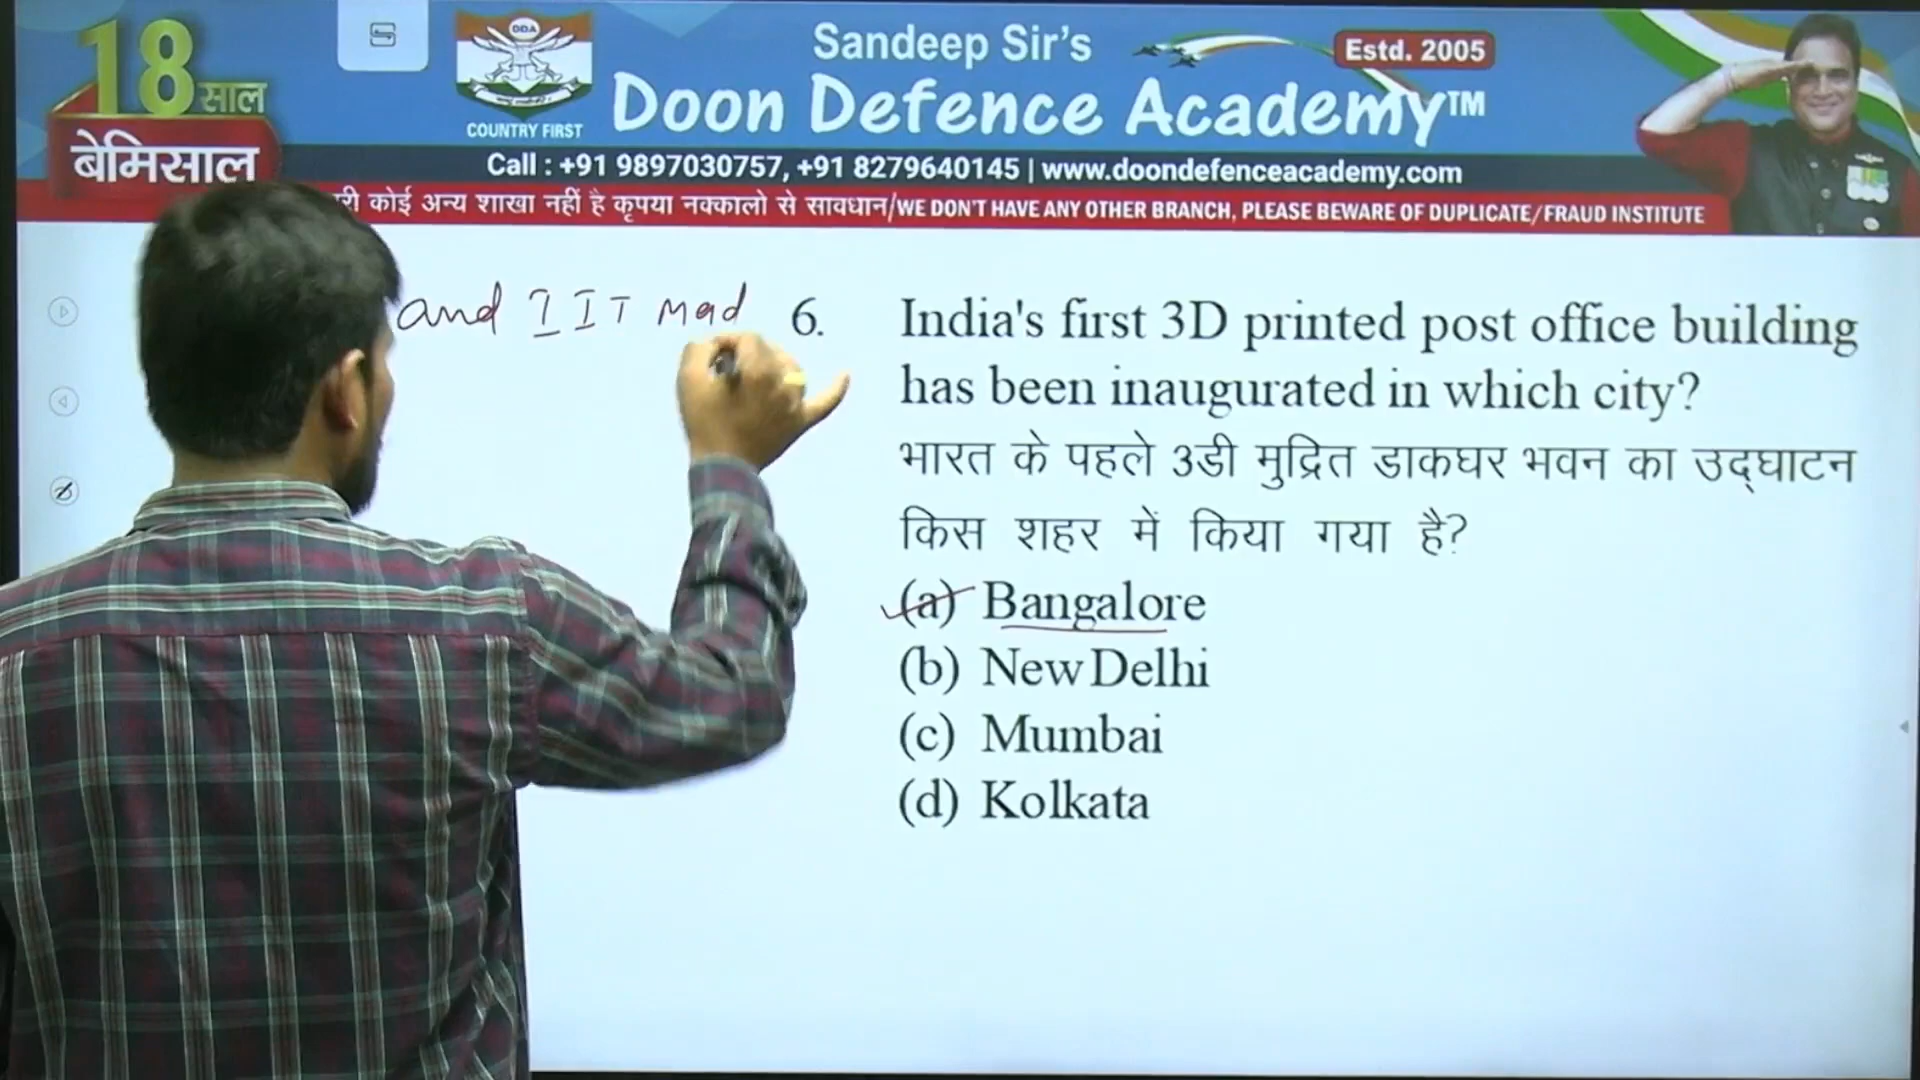 18 साल
बेमिसाल
DDA
COUNTRY FIRST
Sandeep Sir's
Estd. 2005
Doon Defence Academy™
Call : +91 9897030757, +91 8279640145 | www.doondefenceacademy.com
री कोई अन्य शाखा नहीं है कृपया नक्कालो से सावधान/WE DON'T HAVE ANY OTHER BRANCH, PLEASE BEWARE OF DUPLICATE/FRAUD INSTITUTE
and IIT mad
6. India's first 3D printed post office building
has been inaugurated in which city?
भारत के पहले 3डी मुद्रित डाकघर भवन का उद्घाटन
किस शहर में किया गया है?
(a) Bangalore
(b) New Delhi
(c) Mumbai
(d) Kolkata